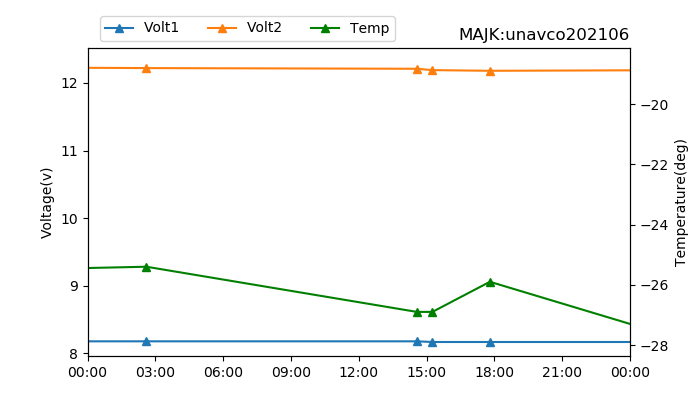 Volt1 Volt2 Temp
MAJK:unavco202106
12
11
10
9
8
Voltage(v)
−20
−22
−24
−26
−28
Temperature(deg)
00:00 03:00 06:00 09:00 12:00 15:00 18:00 21:00 00:00